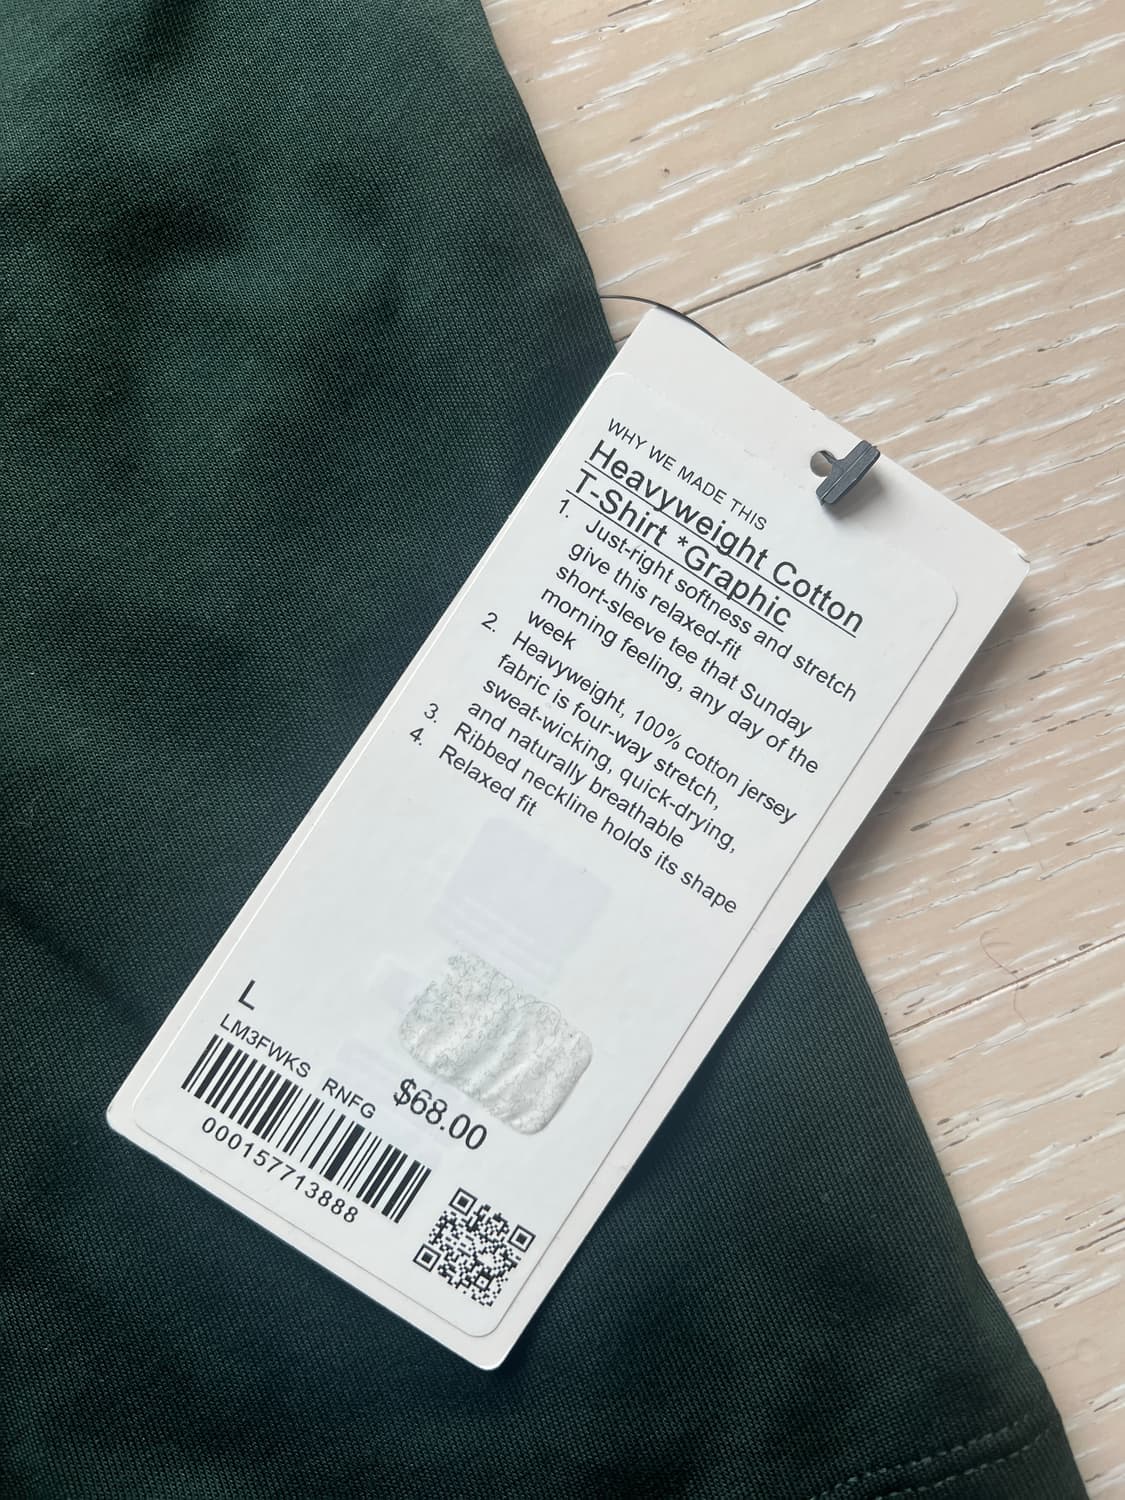 WHY WE MADE THIS
Heavyweight Cotton
T-Shirt *Graphic
1. Just-right softness and stretch
give this relaxed-fit
short-sleeve tee that Sunday
morning feeling, any day of the
week
2. Heavyweight, 100% cotton jersey
fabric is four-way stretch,
sweat-wicking, quick-drying,
and naturally breathable
3. Ribbed neckline holds its shape
4. Relaxed fit
L
LM3FWKS RNFG
$68.00
000157713888